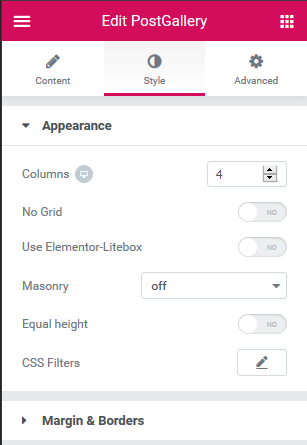 Edit PostGallery
Content Style Advanced
Appearance
Columns 4
No Grid NO
Use Elementor-Litebox NO
Masonry off
Equal height NO
CSS Filters
Margin & Borders